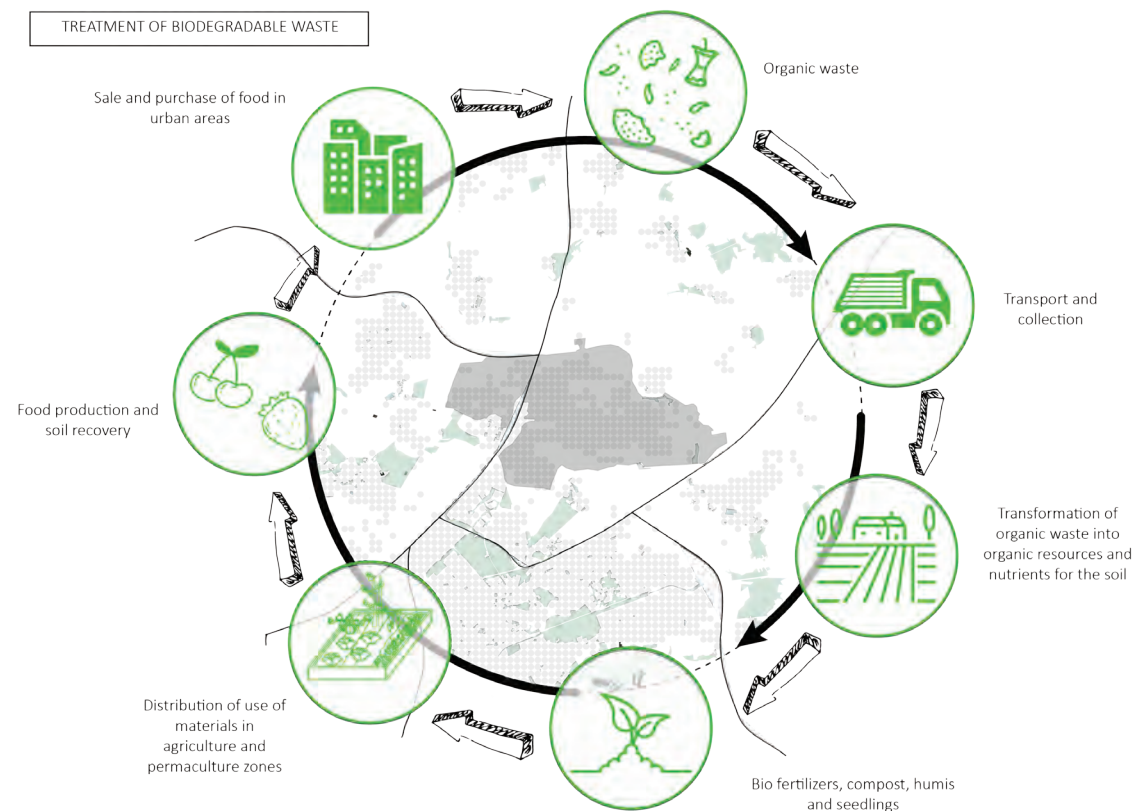 TREATMENT OF BIODEGRADABLE WASTE
Organic waste
Sale and purchase of food in
urban areas
Transport and
collection
Food production and
soil recovery
Transformation of
organic waste into
organic resources and
nutrients for the soil
Distribution of use of
materials in
agriculture and
permaculture zones
Bio fertilizers, compost, humis
and seedlings